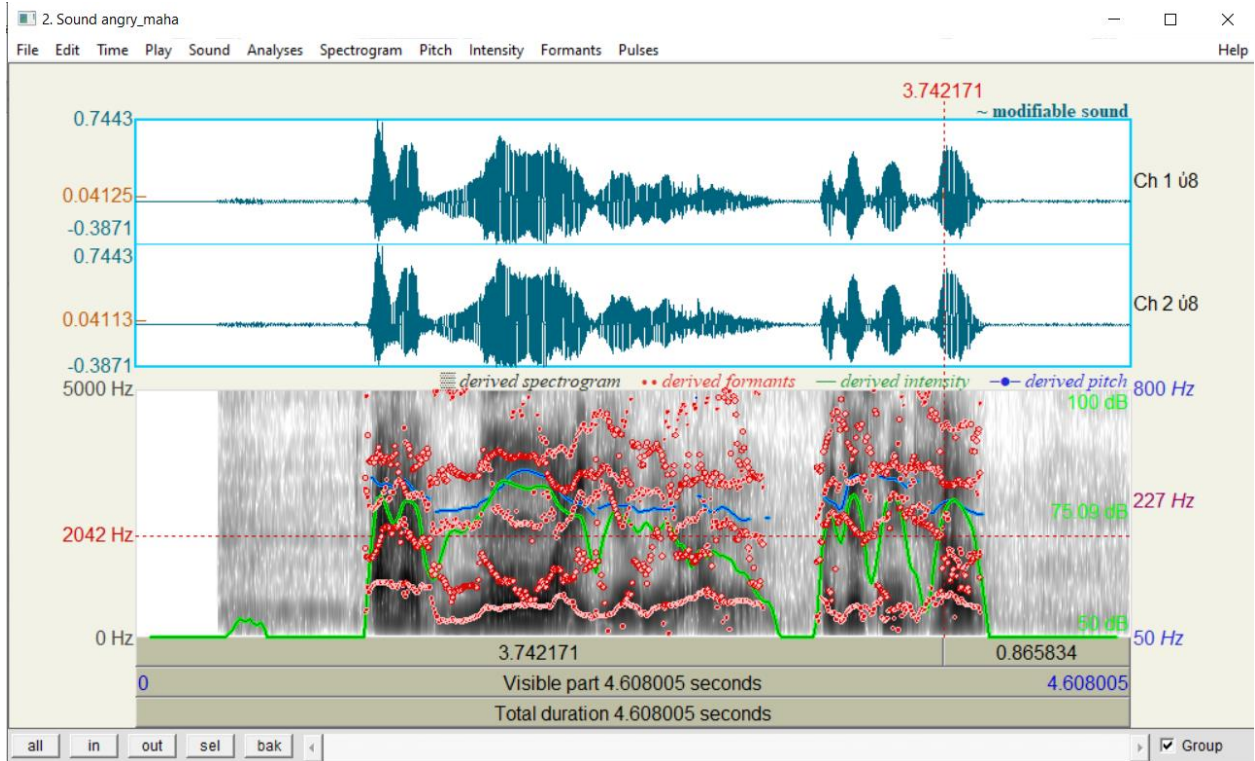 2. Sound angry_maha
File Edit Time Play Sound Analyses Spectrogram Pitch Intensity Formants Pulses Help
3.742171
~ modifiable sound
0.7443
0.04125
-0.3871
Ch 1
0.7443
0.04113
-0.3871
Ch 2
derived spectrogram derived formants derived intensity derived pitch
5000 Hz
800 Hz
100 dB
227 Hz
75.09 dB
2042 Hz
50 dB
0 Hz
50 Hz
3.742171 0.865834
0 Visible part 4.608005 seconds 4.608005
Total duration 4.608005 seconds
all in out sel bak Group